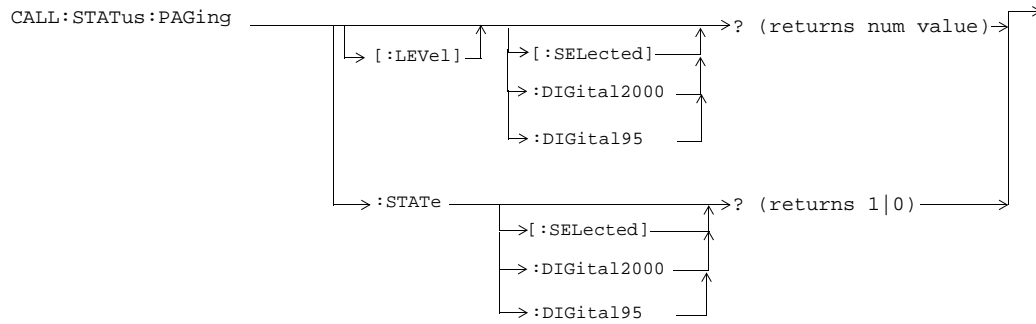 CALL:STATus:PAGing
? (returns num value)
[:LEVel]
[:SELected]
:DIGital2000
:DIGital95
:STATe
? (returns 1|0)
[:SELected]
:DIGital2000
:DIGital95